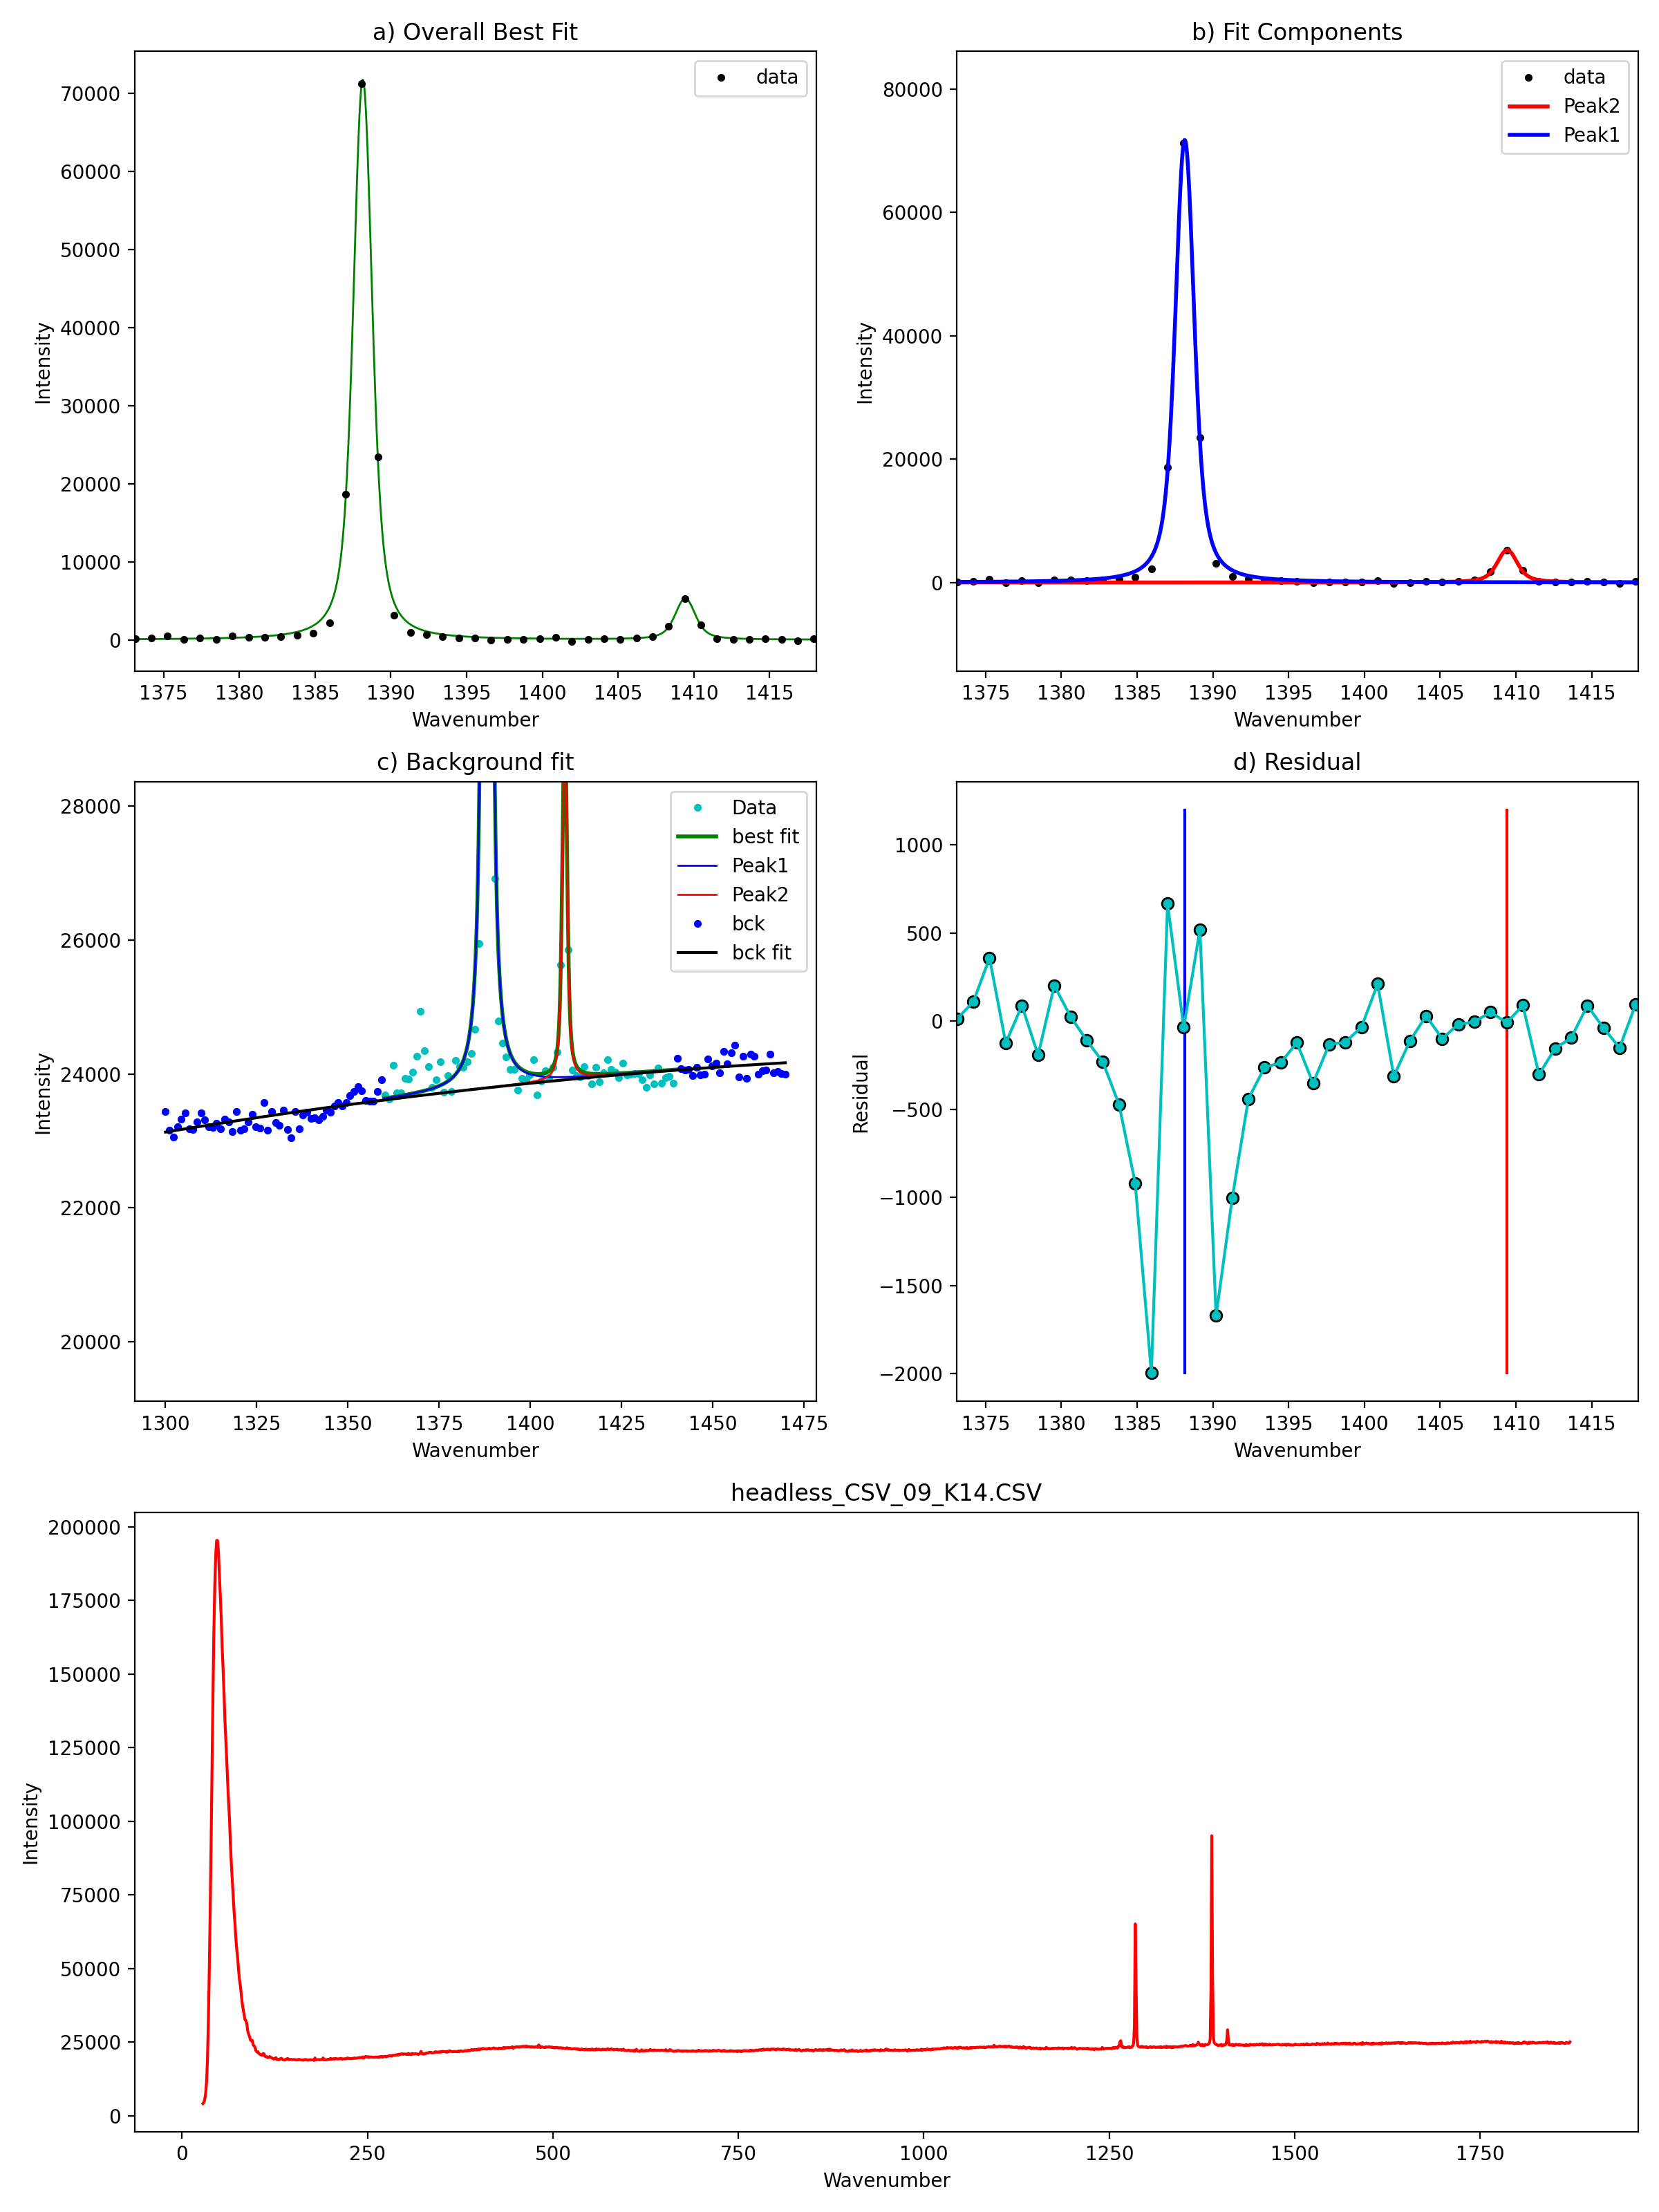 a) Overall Best Fit
data
70000
60000
50000
40000
30000
20000
10000
0
Intensity
1375 1380 1385 1390 1395 1400 1405 1410 1415
Wavenumber
b) Fit Components
data
Peak2
Peak1
80000
60000
40000
20000
0
Intensity
1375 1380 1385 1390 1395 1400 1405 1410 1415
Wavenumber
c) Background fit
Data
best fit
Peak1
Peak2
bck
bck fit
28000
26000
24000
22000
20000
Intensity
1300 1325 1350 1375 1400 1425 1450 1475
Wavenumber
d) Residual
1000
500
0
−500
−1000
−1500
−2000
Residual
1375 1380 1385 1390 1395 1400 1405 1410 1415
Wavenumber
headless_CSV_09_K14.CSV
200000
175000
150000
125000
100000
75000
50000
25000
0
Intensity
0 250 500 750 1000 1250 1500 1750
Wavenumber